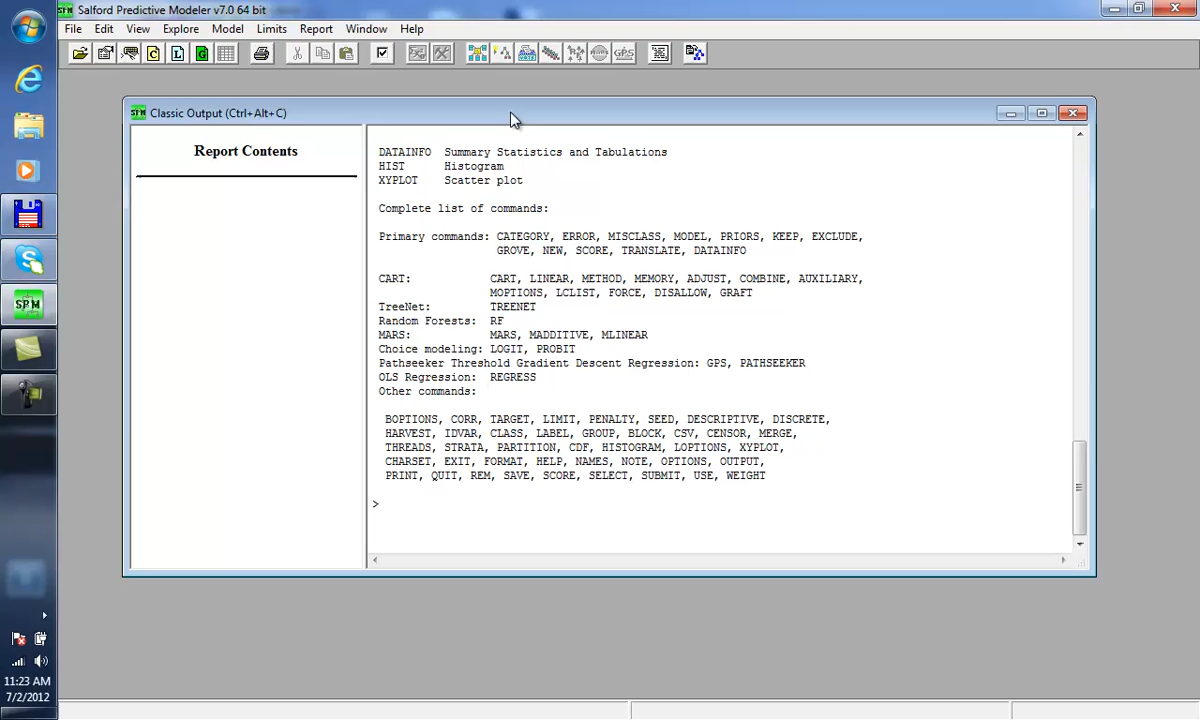 Salford Predictive Modeler v7.0 64 bit
File Edit View Explore Model Limits Report Window Help
Classic Output (Ctrl+Alt+C)
Report Contents
DATAINFO Summary Statistics and Tabulations
HIST Histogram
XYPLOT Scatter plot
Complete list of commands:
Primary commands: CATEGORY, ERROR, MISCLASS, MODEL, PRIORS, KEEP, EXCLUDE,
GROVE, NEW, SCORE, TRANSLATE, DATAINFO
CART: CART, LINEAR, METHOD, MEMORY, ADJUST, COMBINE, AUXILIARY,
MOPTIONS, LCLIST, FORCE, DISALLOW, GRAFT
TreeNet: TREENET
Random Forests: RF
MARS: MARS, MADDITIVE, MLINEAR
Choice modeling: LOGIT, PROBIT
Pathseeker Threshold Gradient Descent Regression: GPS, PATHSEEKER
OLS Regression: REGRESS
Other commands:
BOPTIONS, CORR, TARGET, LIMIT, PENALTY, SEED, DESCRIPTIVE, DISCRETE,
HARVEST, IDVAR, CLASS, LABEL, GROUP, BLOCK, CSV, CENSOR, MERGE,
THREADS, STRATA, PARTITION, CDF, HISTOGRAM, LOPTIONS, XYPLOT,
CHARSET, EXIT, FORMAT, HELP, NAMES, NOTE, OPTIONS, OUTPUT,
PRINT, QUIT, REM, SAVE, SCORE, SELECT, SUBMIT, USE, WEIGHT
>
SPM
11:23 AM
7/2/2012